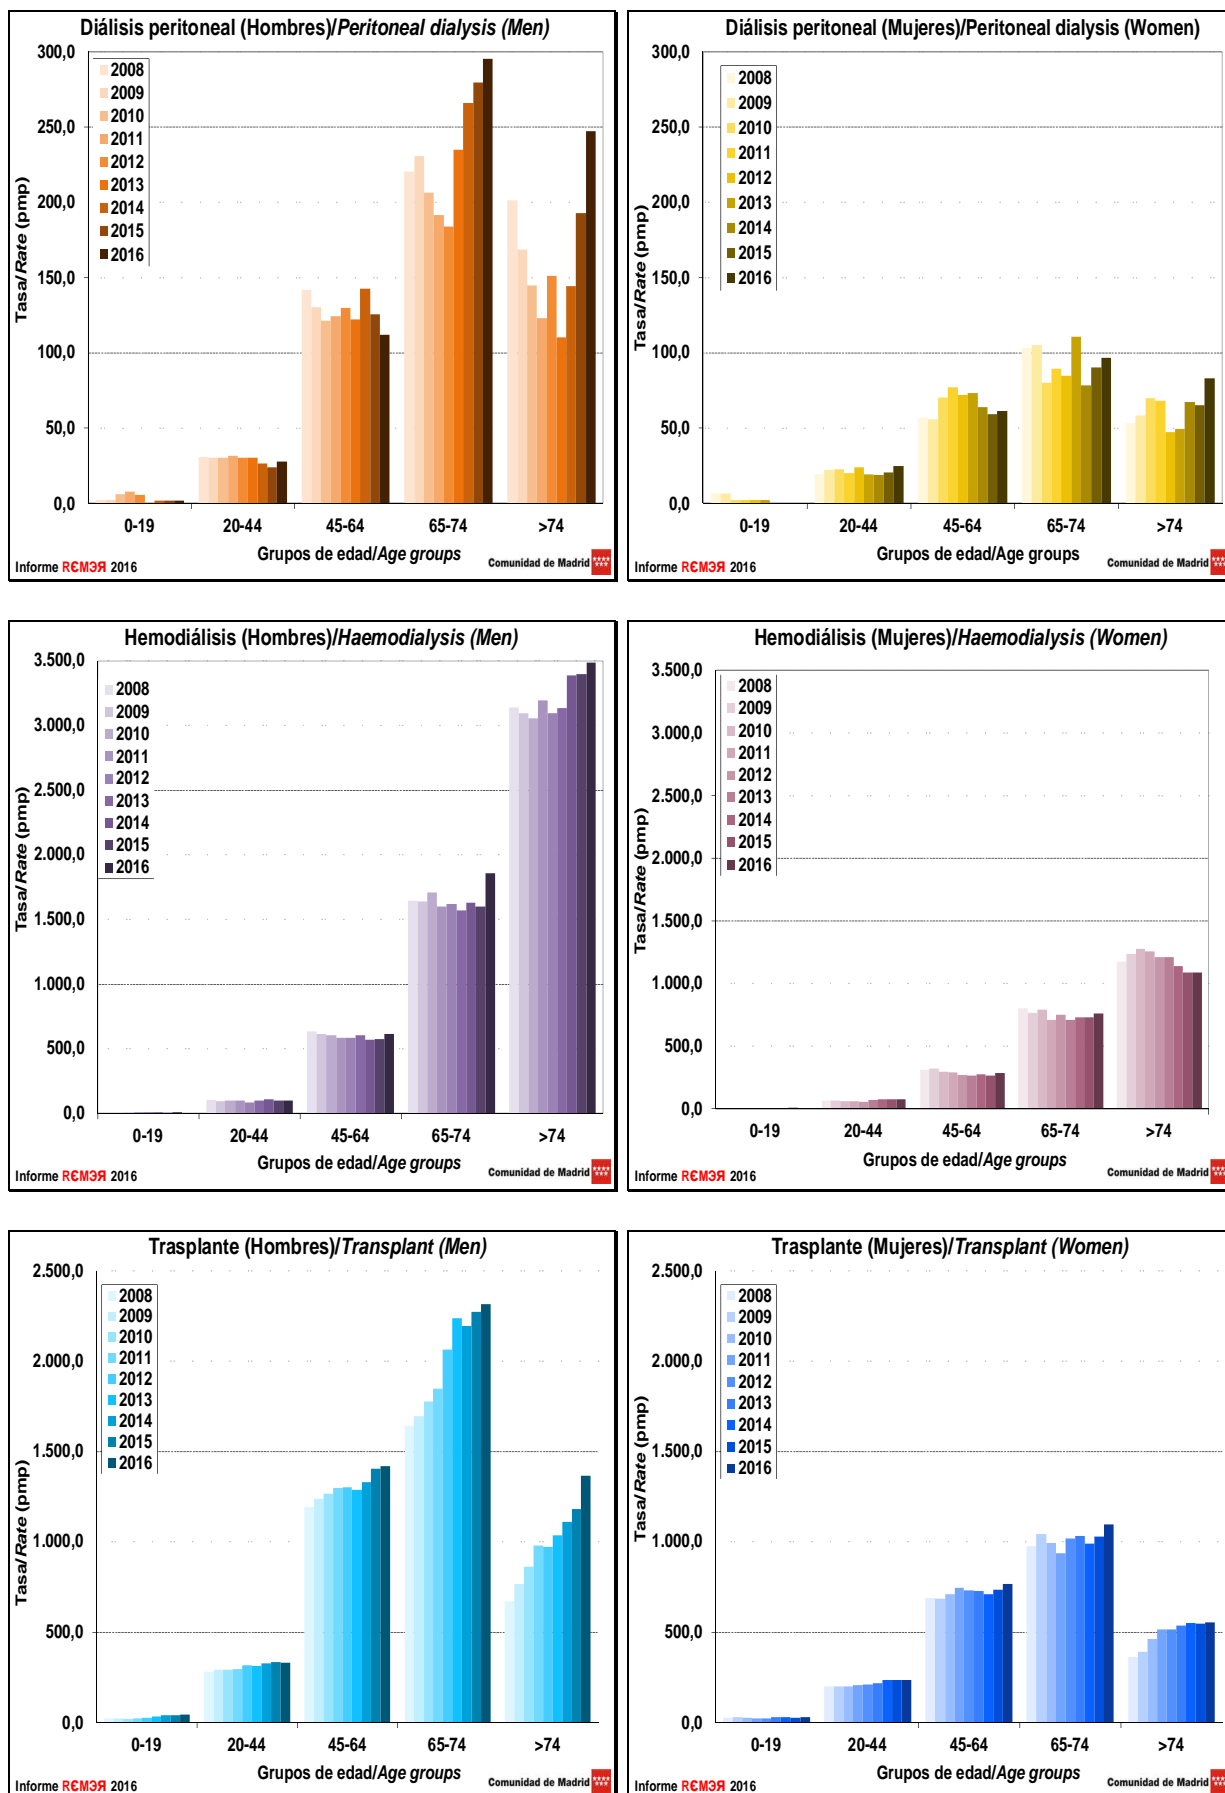 Diálisis peritoneal (Hombres)/Peritoneal dialysis (Men)
300,0
250,0
200,0
150,0
100,0
50,0
0,0
Tasa/Rate (pmp)
2008
2009
2010
2011
2012
2013
2014
2015
2016
0-19 20-44 45-64 65-74 >74
Grupos de edad/Age groups
Informe RЄMЭЯ 2016
Comunidad de Madrid
Diálisis peritoneal (Mujeres)/Peritoneal dialysis (Women)
300,0
250,0
200,0
150,0
100,0
50,0
0,0
Tasa/Rate (pmp)
2008
2009
2010
2011
2012
2013
2014
2015
2016
0-19 20-44 45-64 65-74 >74
Grupos de edad/Age groups
Informe RЄMЭЯ 2016
Comunidad de Madrid
Hemodiálisis (Hombres)/Haemodialysis (Men)
3.500,0
3.000,0
2.500,0
2.000,0
1.500,0
1.000,0
500,0
0,0
Tasa/Rate (pmp)
2008
2009
2010
2011
2012
2013
2014
2015
2016
0-19 20-44 45-64 65-74 >74
Grupos de edad/Age groups
Informe RЄMЭЯ 2016
Comunidad de Madrid
Hemodiálisis (Mujeres)/Haemodialysis (Women)
3.500,0
3.000,0
2.500,0
2.000,0
1.500,0
1.000,0
500,0
0,0
Tasa/Rate (pmp)
2008
2009
2010
2011
2012
2013
2014
2015
2016
0-19 20-44 45-64 65-74 >74
Grupos de edad/Age groups
Informe RЄMЭЯ 2016
Comunidad de Madrid
Trasplante (Hombres)/Transplant (Men)
2.500,0
2.000,0
1.500,0
1.000,0
500,0
0,0
Tasa/Rate (pmp)
2008
2009
2010
2011
2012
2013
2014
2015
2016
0-19 20-44 45-64 65-74 >74
Grupos de edad/Age groups
Informe RЄMЭЯ 2016
Comunidad de Madrid
Trasplante (Mujeres)/Transplant (Women)
2.500,0
2.000,0
1.500,0
1.000,0
500,0
0,0
Tasa/Rate (pmp)
2008
2009
2010
2011
2012
2013
2014
2015
2016
0-19 20-44 45-64 65-74 >74
Grupos de edad/Age groups
Informe RЄMЭЯ 2016
Comunidad de Madrid